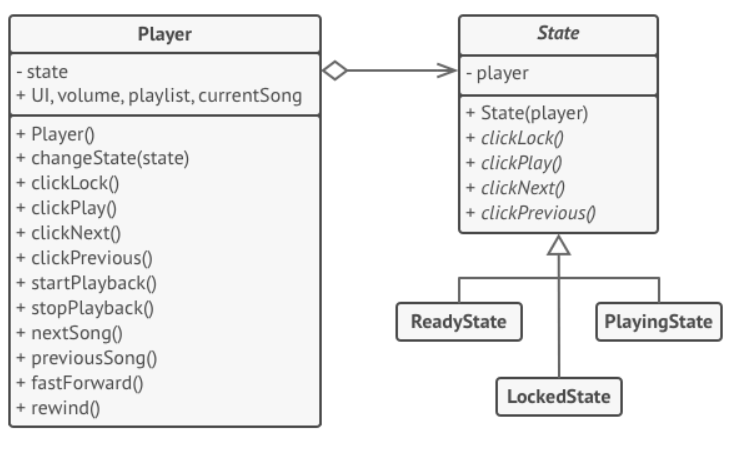 Player
- state
+ UI, volume, playlist, currentSong
+ Player()
+ changeState(state)
+ clickLock()
+ clickPlay()
+ clickNext()
+ clickPrevious()
+ startPlayback()
+ stopPlayback()
+ nextSong()
+ previousSong()
+ fastForward()
+ rewind()
State
- player
+ State(player)
+ clickLock()
+ clickPlay()
+ clickNext()
+ clickPrevious()
ReadyState
PlayingState
LockedState